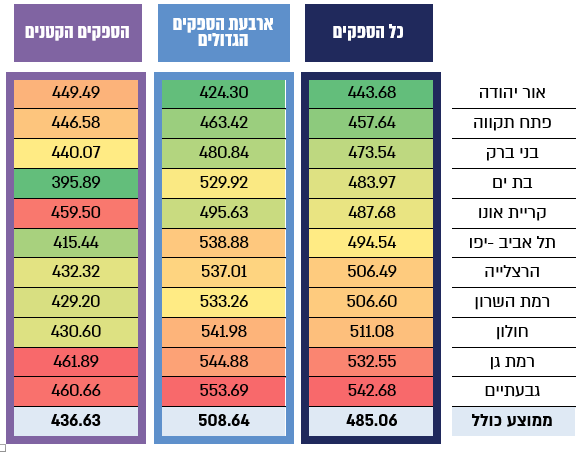 כל הספקים ארבעת הספקים הגדולים הספקים הקטנים
אור יהודה 443.68 424.30 449.49
פתח תקווה 457.64 463.42 446.58
בני ברק 473.54 480.84 440.07
בת ים 483.97 529.92 395.89
קריית אונו 487.68 495.63 459.50
תל אביב -יפו 494.54 538.88 415.44
הרצלייה 506.49 537.01 432.32
רמת השרון 506.60 533.26 429.20
חולון 511.08 541.98 430.60
רמת גן 532.55 544.88 461.89
גבעתיים 542.68 553.69 460.66
ממוצע כולל 485.06 508.64 436.63